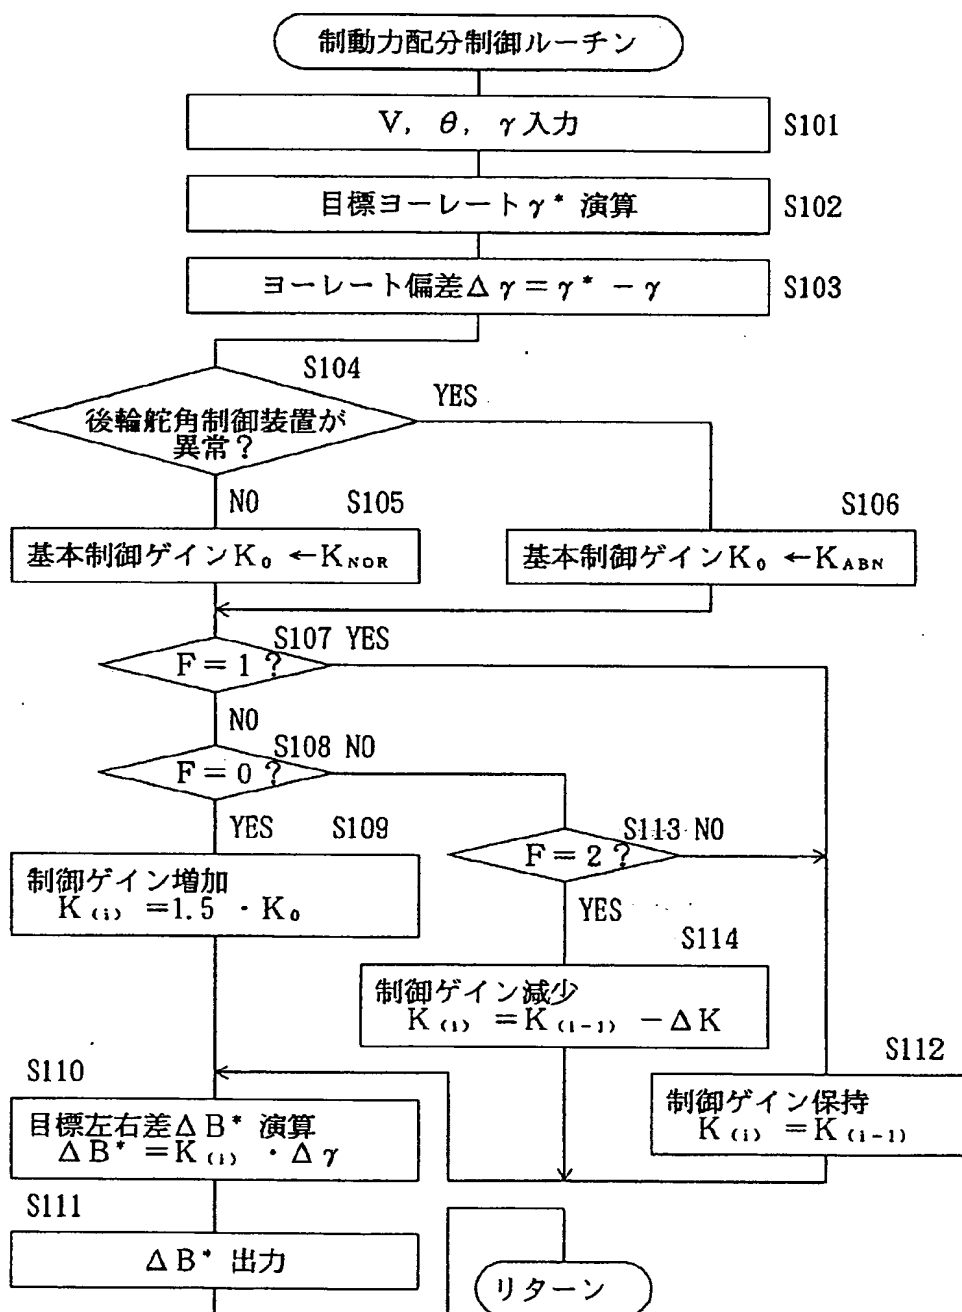 制動力配分制御ルーチン
V, θ, γ入力
S101
目標ヨーレートγ* 演算
S102
ヨーレート偏差Δγ=γ* -γ
S103
S104
後輪舵角制御装置が
異常?
YES
NO
S105
基本制御ゲインK₀ ←KNOR
S106
基本制御ゲインK₀ ←KABN
S107 YES
F=1?
NO
S108 NO
F=0?
YES
S109
制御ゲイン増加
K(i) =1.5 ・K₀
S113 NO
F=2?
YES
S114
制御ゲイン減少
K(i) =K(i-1) -ΔK
S112
制御ゲイン保持
K(i) =K(i-1)
S110
目標左右差ΔB* 演算
ΔB* =K(i) ・Δγ
S111
ΔB* 出力
リターン